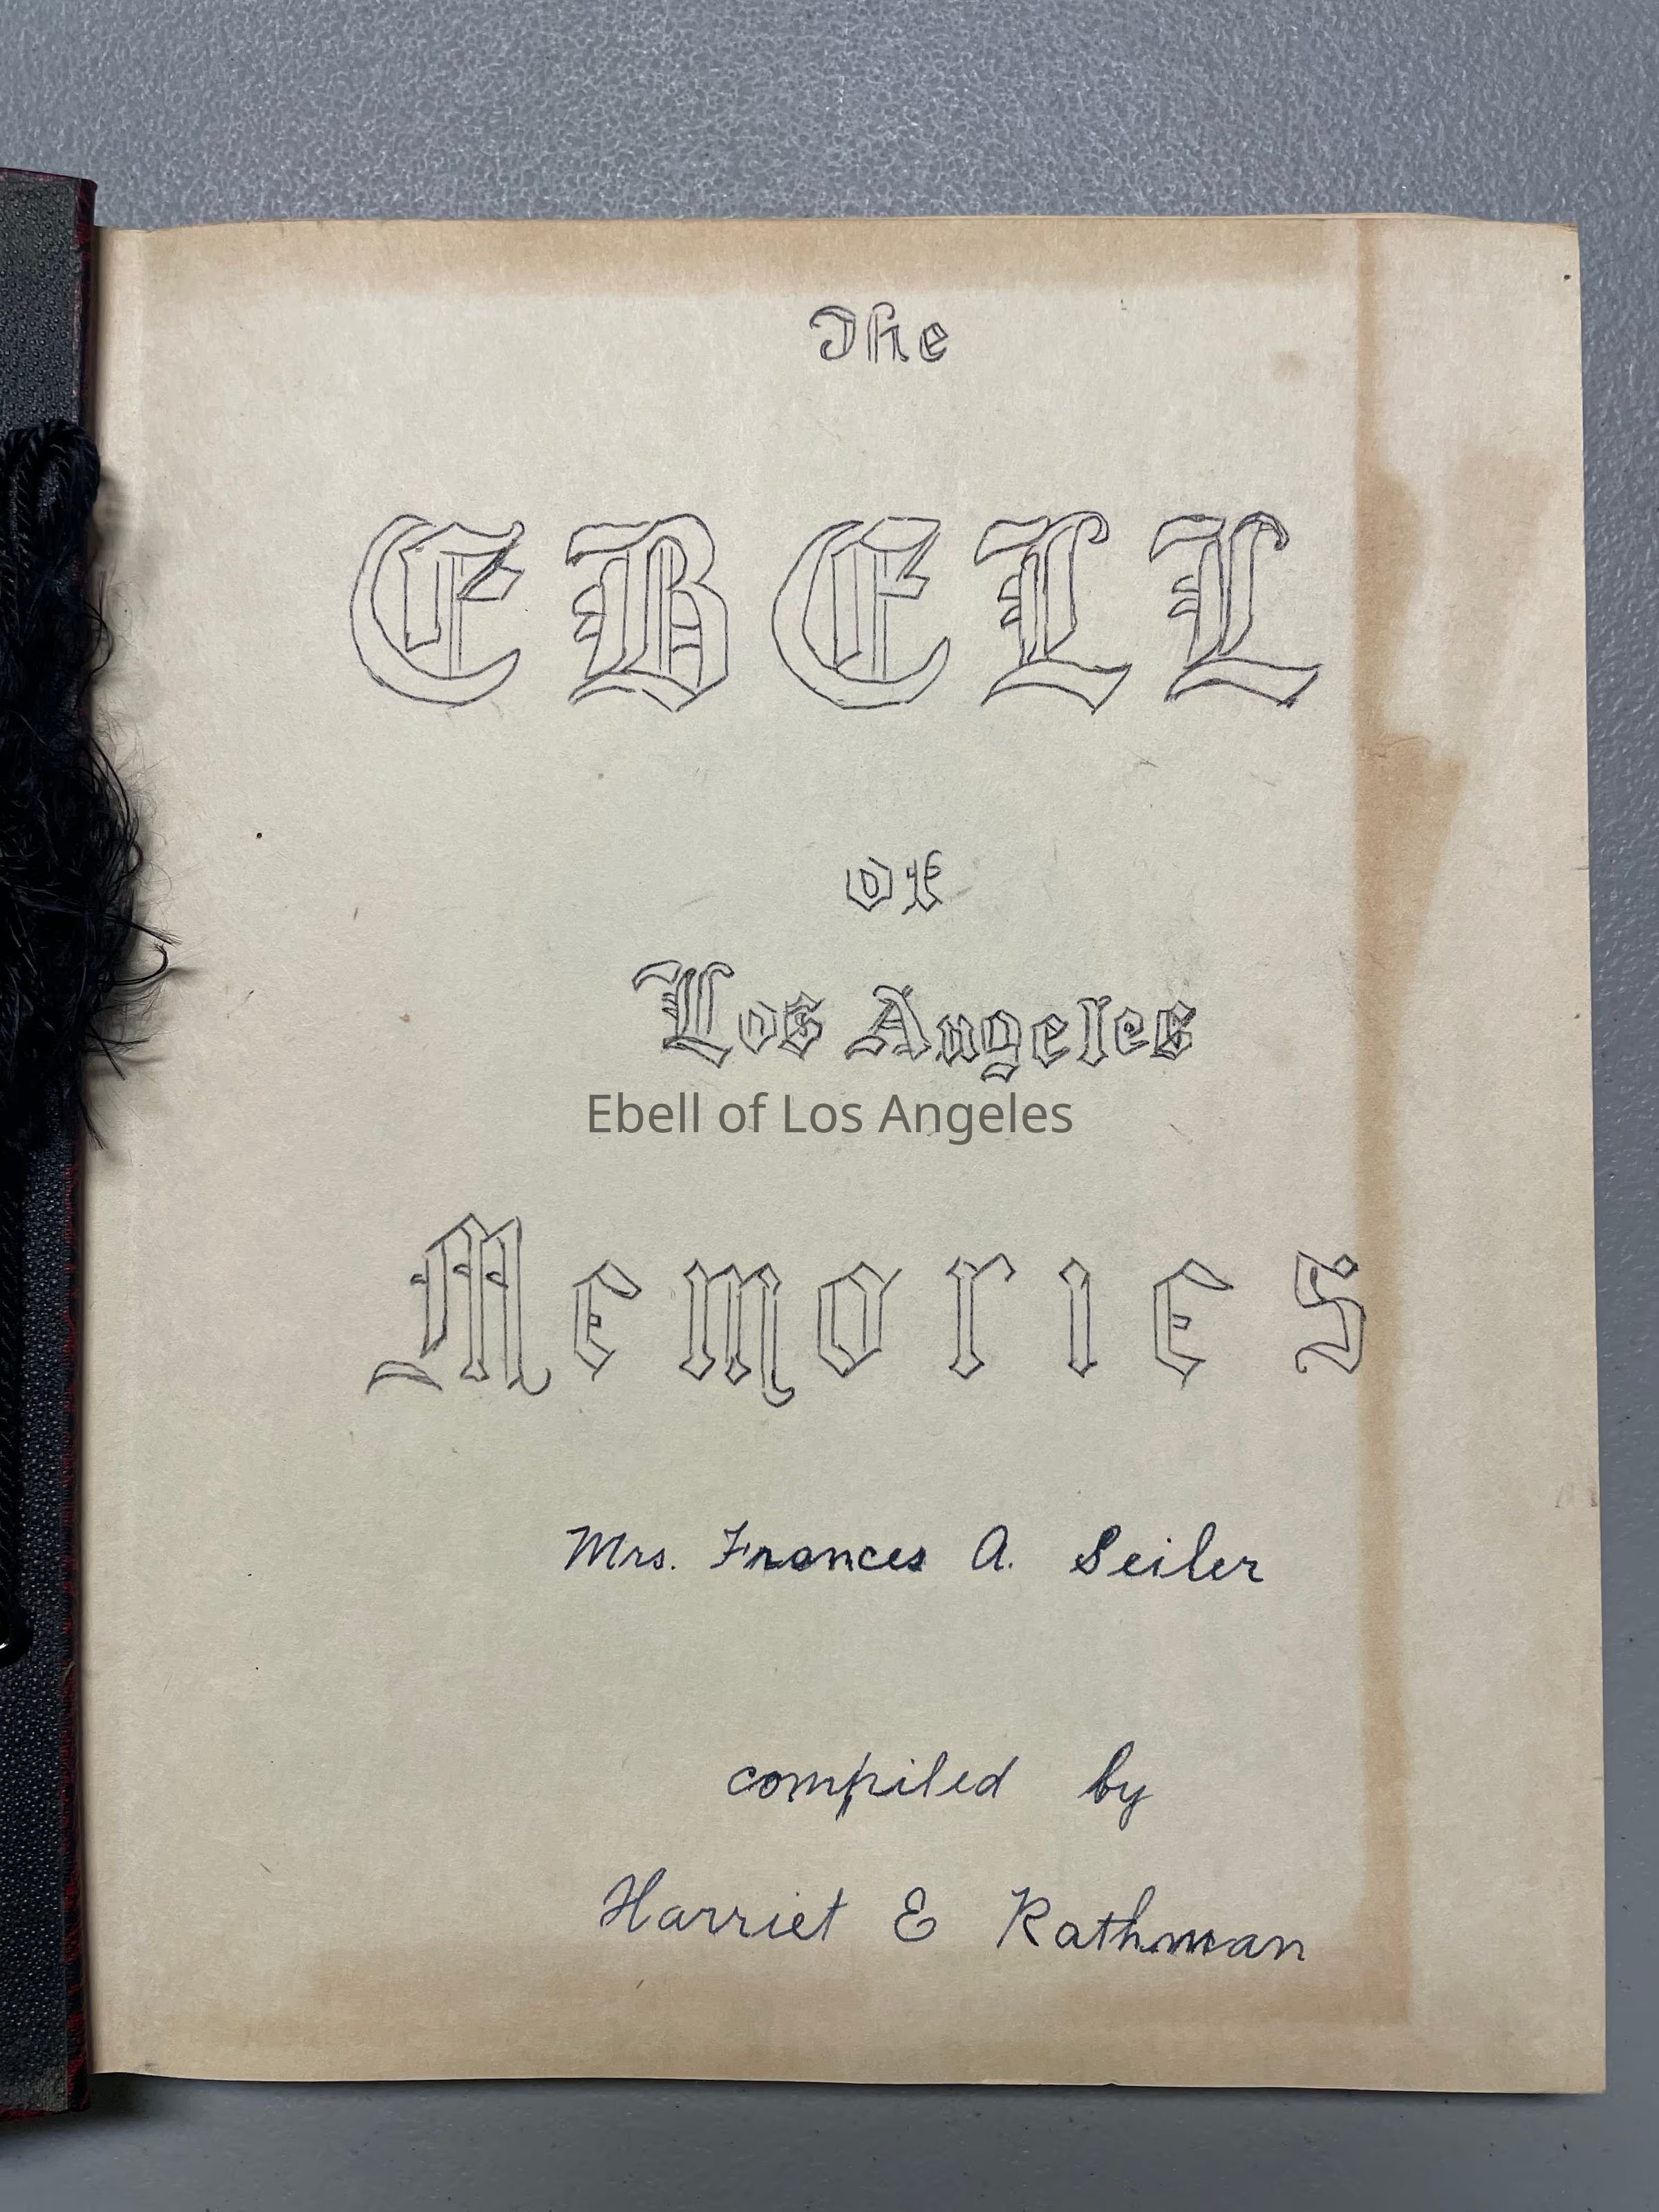 The
EBELL
of
Los Angeles
Ebell of Los Angeles
Memories
Mrs. Frances A. Seiler
compiled by
Harriet E Rathman